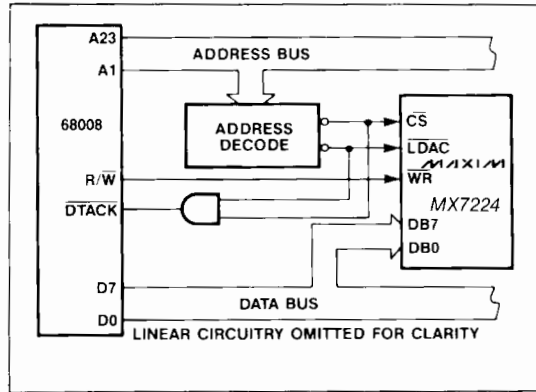 A23
ADDRESS BUS
A1
68008
ADDRESS
DECODE
CS
LDAC
MAXIM
R/W
WR
DTACK
MX7224
DB7
DB0
D7
DATA BUS
D0
LINEAR CIRCUITRY OMITTED FOR CLARITY